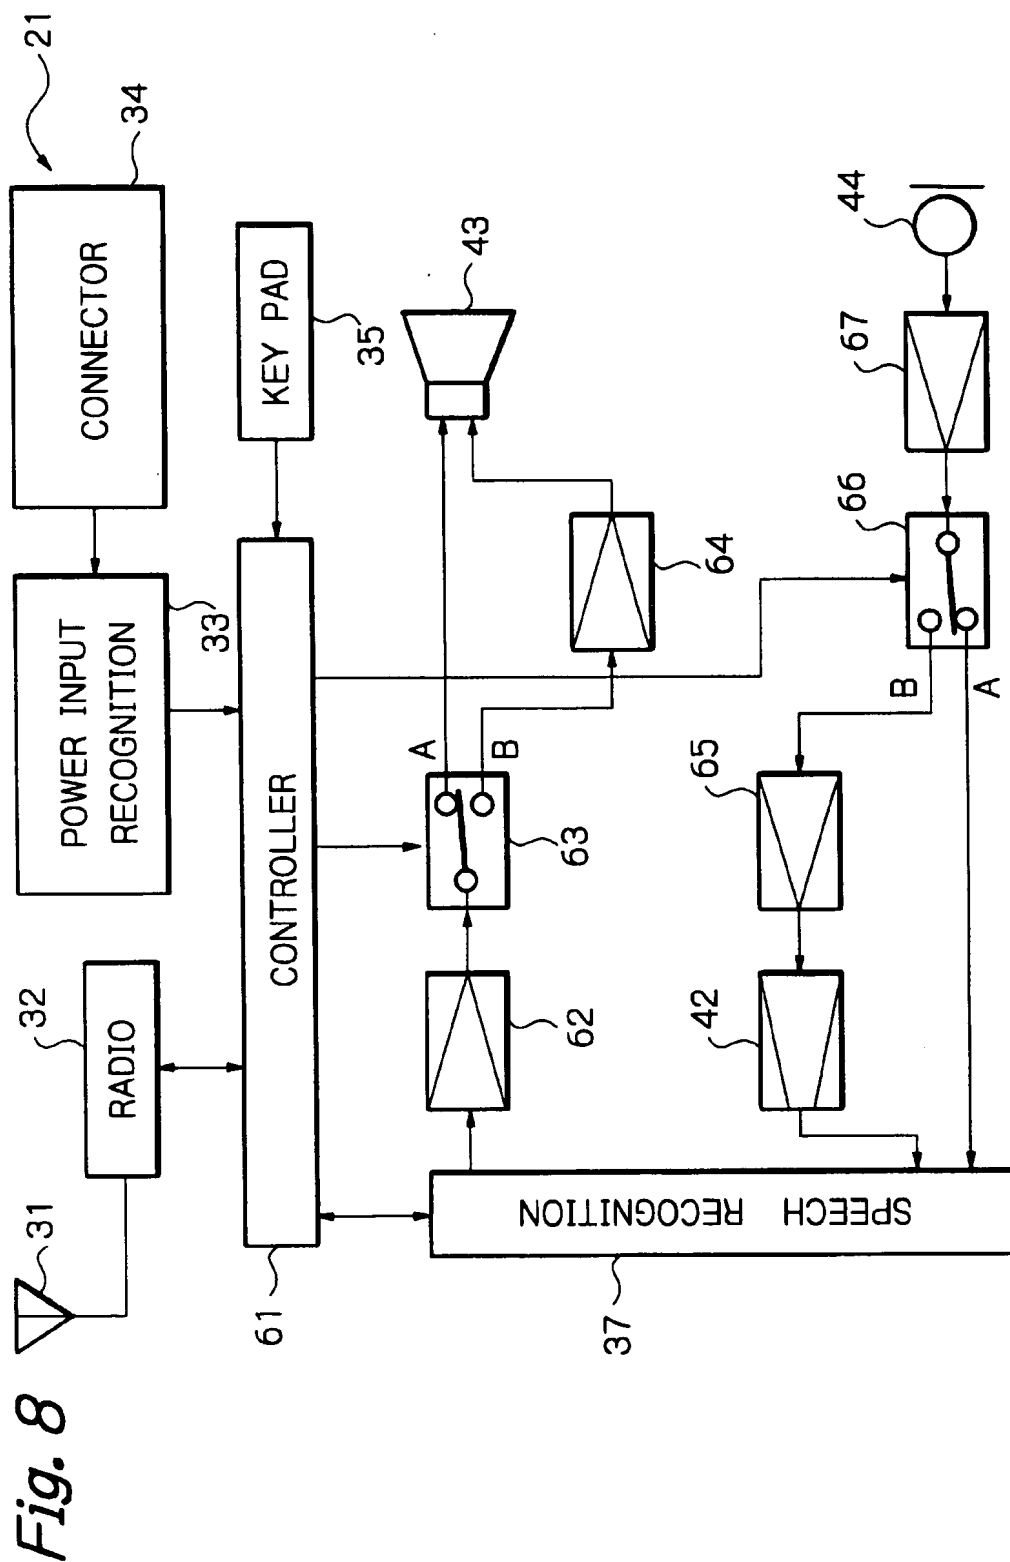 Fig. 8
21
31
32
RADIO
POWER INPUT
RECOGNITION
33
CONNECTOR
34
61
CONTROLLER
KEY PAD
35
37
SPEECH RECOGNITION
62
63
A
B
64
43
42
65
B
A
66
67
44